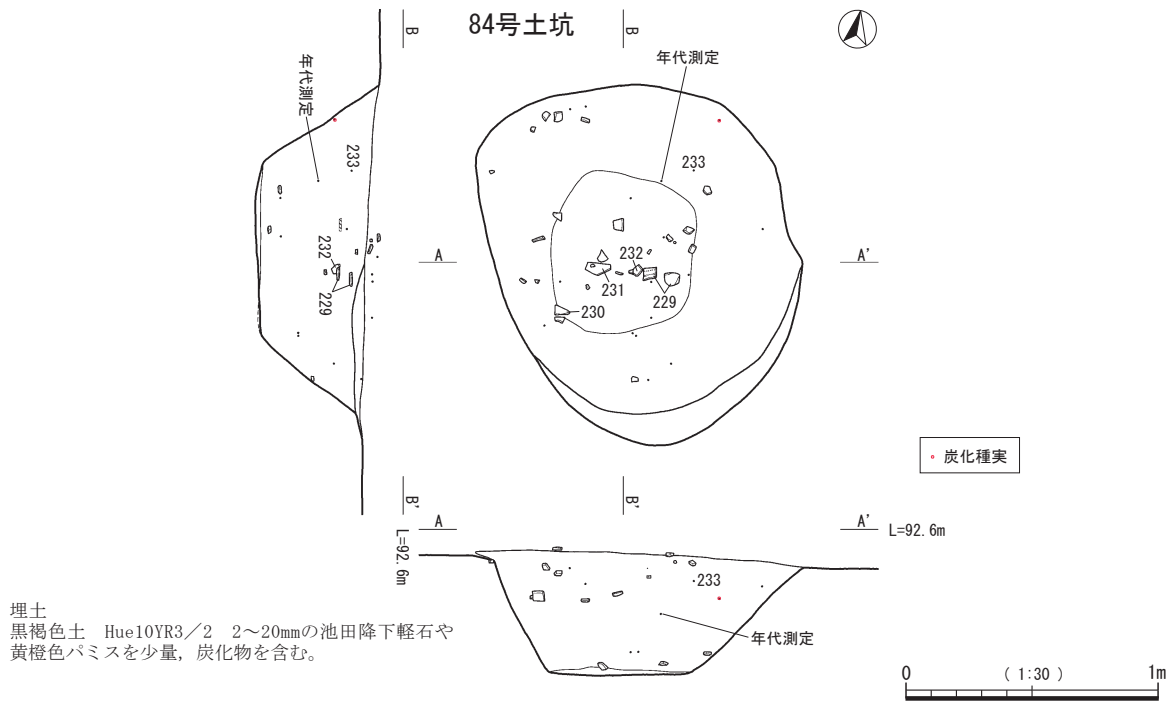 84号土坑
B
B
年代測定
年代測定
233
233
232
229
A
A'
232
231
229
230
炭化種実
B'
B'
A
A'
L=92.6m
L=92.6m
233
年代測定
埋土
黒褐色土 Hue10YR3／2 2～20mmの池田降下軽石や
黄橙色パミスを少量，炭化物を含む。
0 （ 1:30 ） 1m